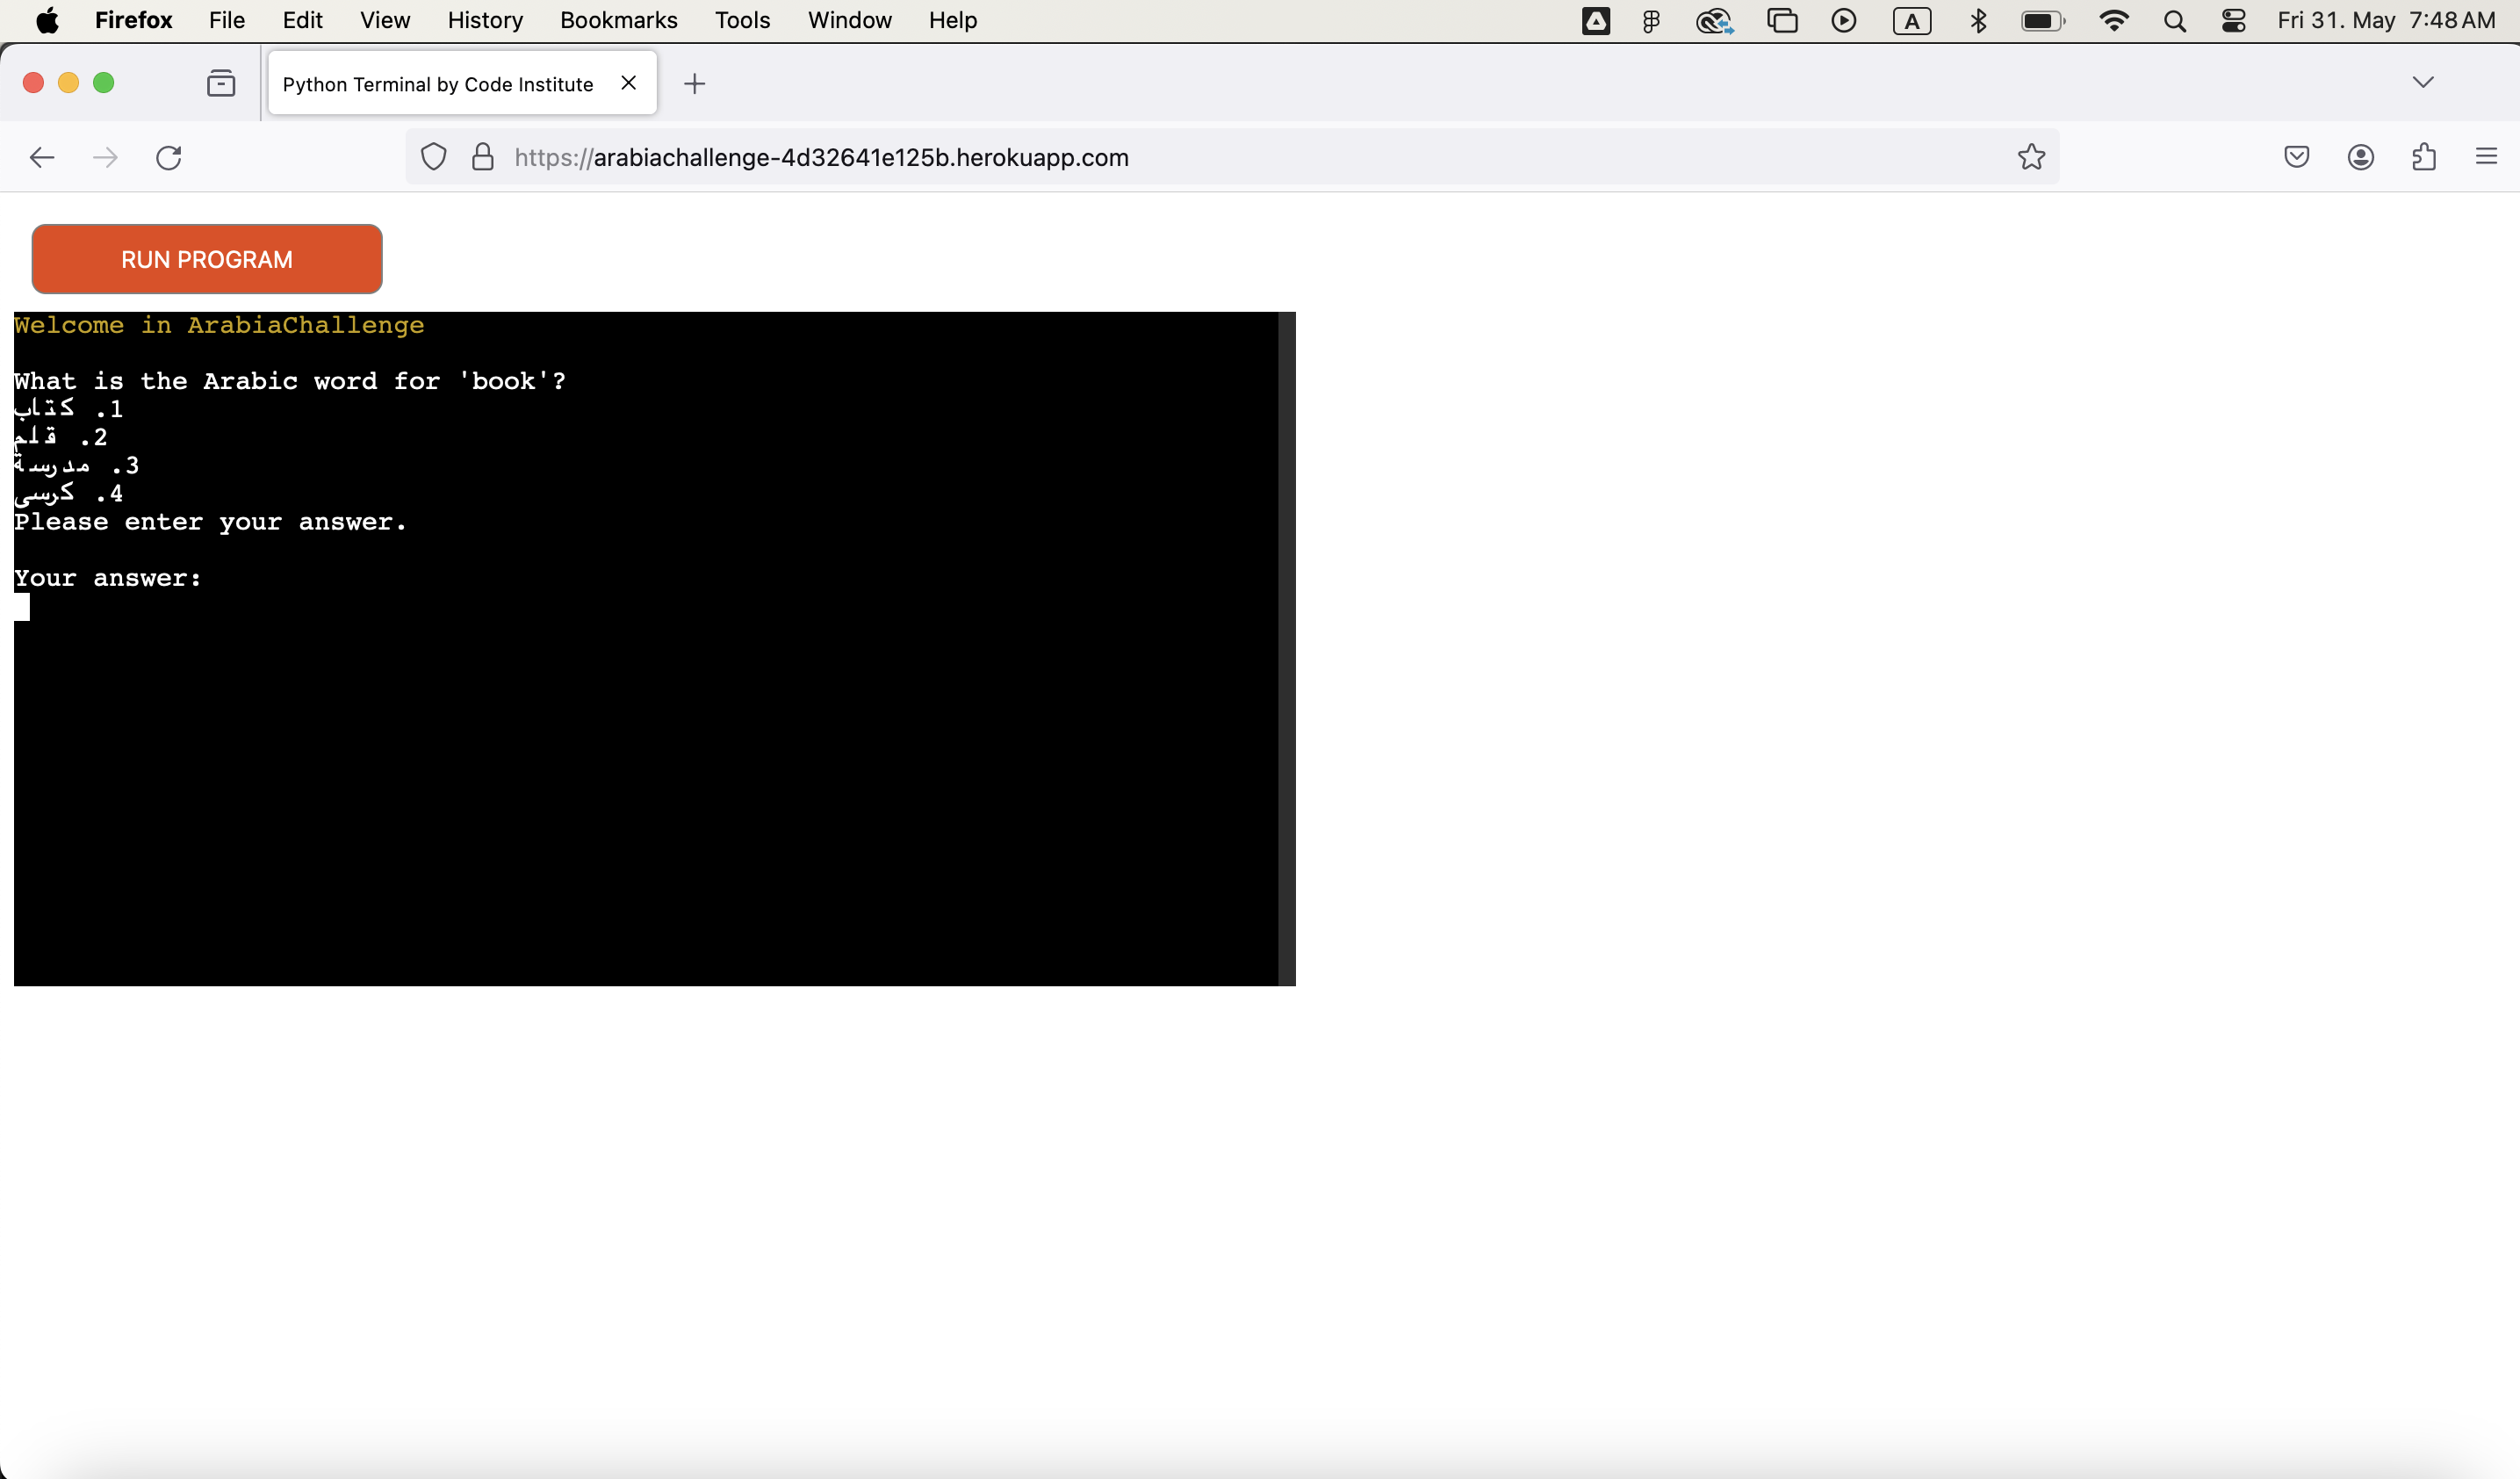 Firefox File Edit View History Bookmarks Tools Window Help A Fri 31. May 7:48 AM
Python Terminal by Code Institute
https://arabiachallenge-4d32641e125b.herokuapp.com
RUN PROGRAM
Welcome in ArabiaChallenge
What is the Arabic word for 'book'?
1. كتاب
2. قلم
3. مدرسة
4. كرسي
Please enter your answer.
Your answer: